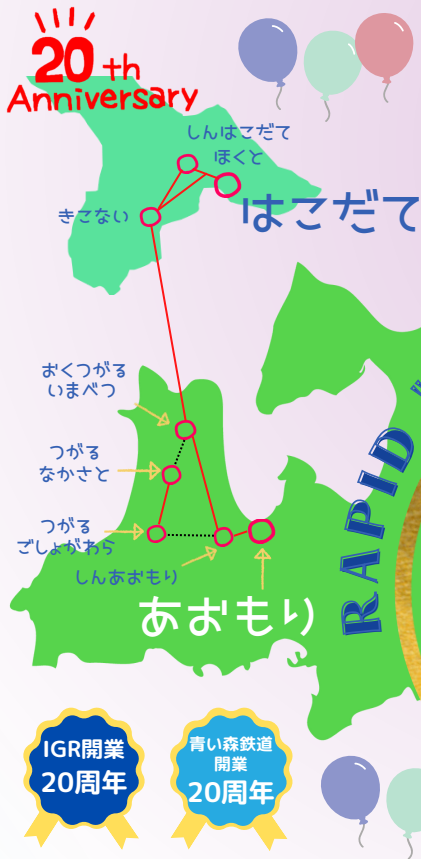 20th
Anniversary
しんはこだて
ほくと
きこない
はこだて
おくつがる
いまべつ
つがる
なかさと
つがる
ごしょがわら
しんあおもり
あおもり
RAPID
IGR開業
20周年
青い森鉄道
開業
20周年